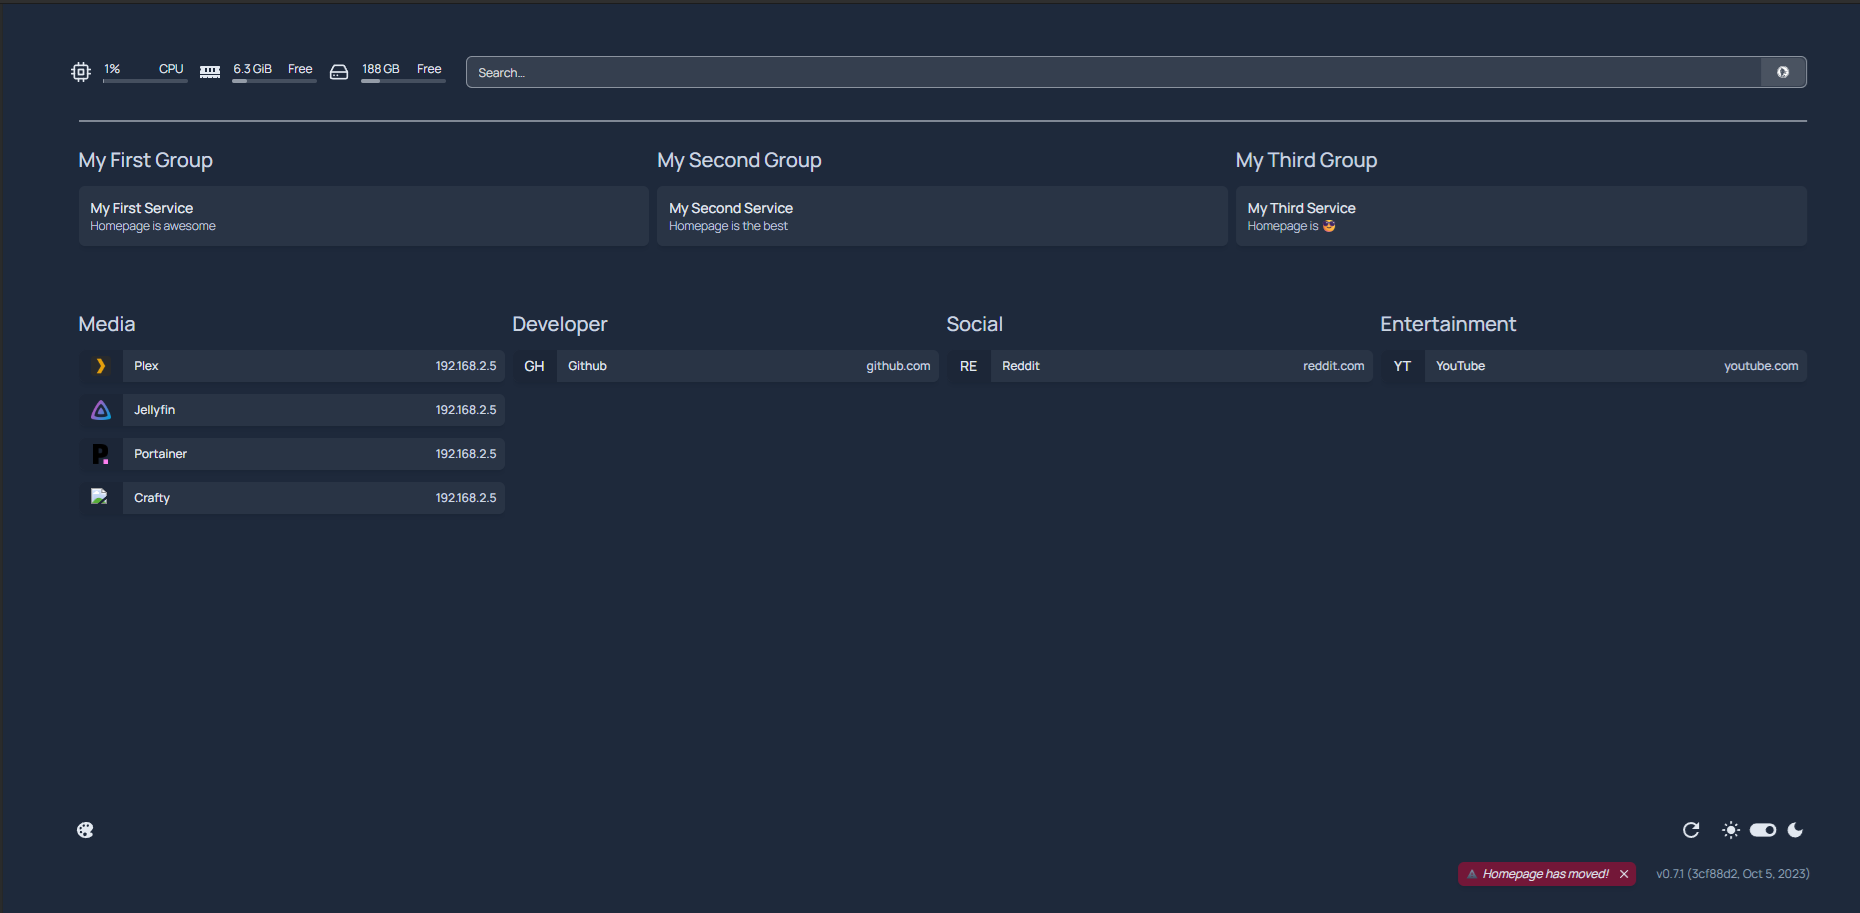 1% CPU 6.3 GiB Free 188 GB Free Search...
My First Group My Second Group My Third Group
My First Service My Second Service My Third Service
Homepage is awesome Homepage is the best Homepage is 😎
Media Developer Social Entertainment
Plex 192.168.2.5 GH Github github.com RE Reddit reddit.com YT YouTube youtube.com
Jellyfin 192.168.2.5
Portainer 192.168.2.5
Crafty 192.168.2.5
Homepage has moved! v0.7.1 (3cf88d2, Oct 5, 2023)